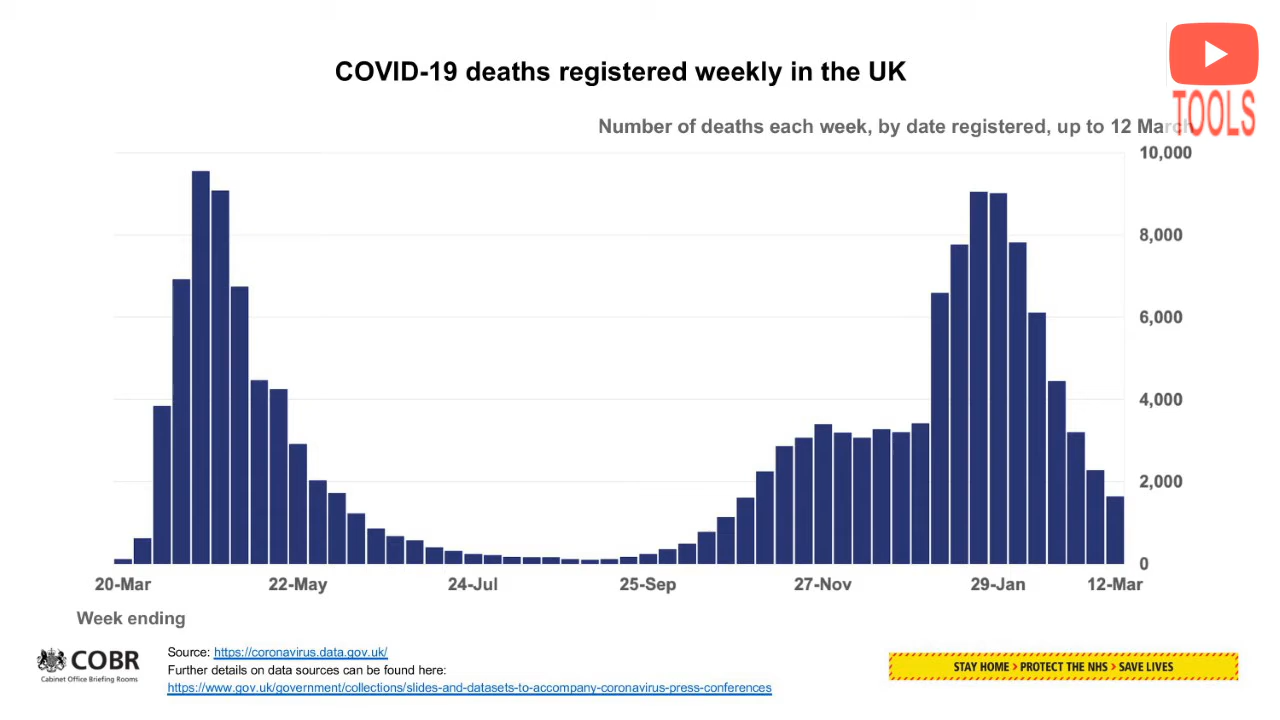 COVID-19 deaths registered weekly in the UK
TOOLS
Number of deaths each week, by date registered, up to 12 March
10,000
8,000
6,000
4,000
2,000
0
20-Mar 22-May 24-Jul 25-Sep 27-Nov 29-Jan 12-Mar
Week ending
COBR
Cabinet Office Briefing Rooms
Source: https://coronavirus.data.gov.uk/
Further details on data sources can be found here:
https://www.gov.uk/government/collections/slides-and-datasets-to-accompany-coronavirus-press-conferences
STAY HOME > PROTECT THE NHS > SAVE LIVES